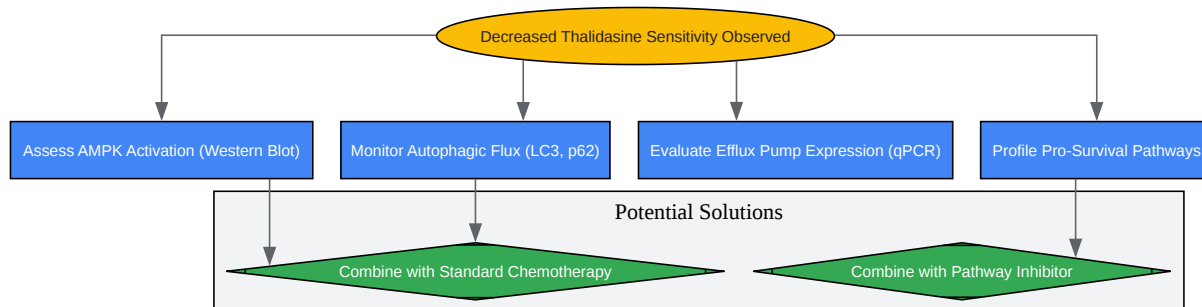 Decreased Thalidasine Sensitivity Observed
Assess AMPK Activation (Western Blot)
Monitor Autophagic Flux (LC3, p62)
Evaluate Efflux Pump Expression (qPCR)
Profile Pro-Survival Pathways
Potential Solutions
Combine with Standard Chemotherapy
Combine with Pathway Inhibitor